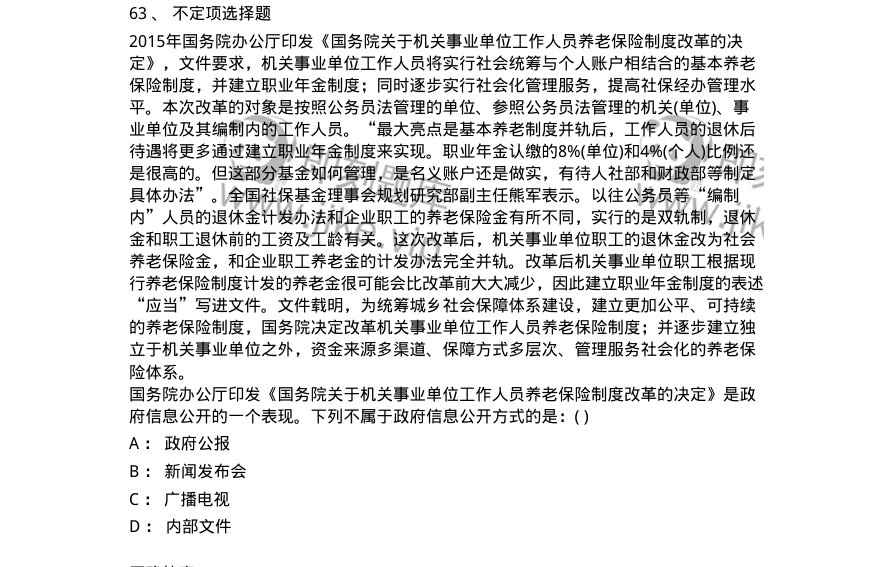 63 、 不定项选择题
2015年国务院办公厅印发《国务院关于机关事业单位工作人员养老保险制度改革的决
定》，文件要求，机关事业单位工作人员将实行社会统筹与个人账户相结合的基本养老
保险制度，并建立职业年金制度；同时逐步实行社会化管理服务，提高社保经办管理水
平。本次改革的对象是按照公务员法管理的单位、参照公务员法管理的机关(单位)、事
业单位及其编制内的工作人员。“最大亮点是基本养老制度并轨后，工作人员的退休后
待遇将更多通过建立职业年金制度来实现。职业年金认缴的8%(单位)和4%(个人)比例还
是很高的。但这部分基金如何管理，是名义账户还是做实，有待人社部和财政部等制定
具体办法”。全国社保基金理事会规划研究部副主任熊军表示。以往公务员等“编制
内”人员的退休金计发办法和企业职工的养老保险金有所不同，实行的是双轨制，退休
金和职工退休前的工资及工龄有关。这次改革后，机关事业单位职工的退休金改为社会
养老保险金，和企业职工养老金的计发办法完全并轨。改革后机关事业单位职工根据现
行养老保险制度计发的养老金很可能会比改革前大大减少，因此建立职业年金制度的表述
“应当”写进文件。文件载明，为统筹城乡社会保障体系建设，建立更加公平、可持续
的养老保险制度，国务院决定改革机关事业单位工作人员养老保险制度；并逐步建立独
立于机关事业单位之外，资金来源多渠道、保障方式多层次、管理服务社会化的养老保
险体系。
国务院办公厅印发《国务院关于机关事业单位工作人员养老保险制度改革的决定》是政
府信息公开的一个表现。下列不属于政府信息公开方式的是：( )
A ： 政府公报
B ： 新闻发布会
C ： 广播电视
D ： 内部文件